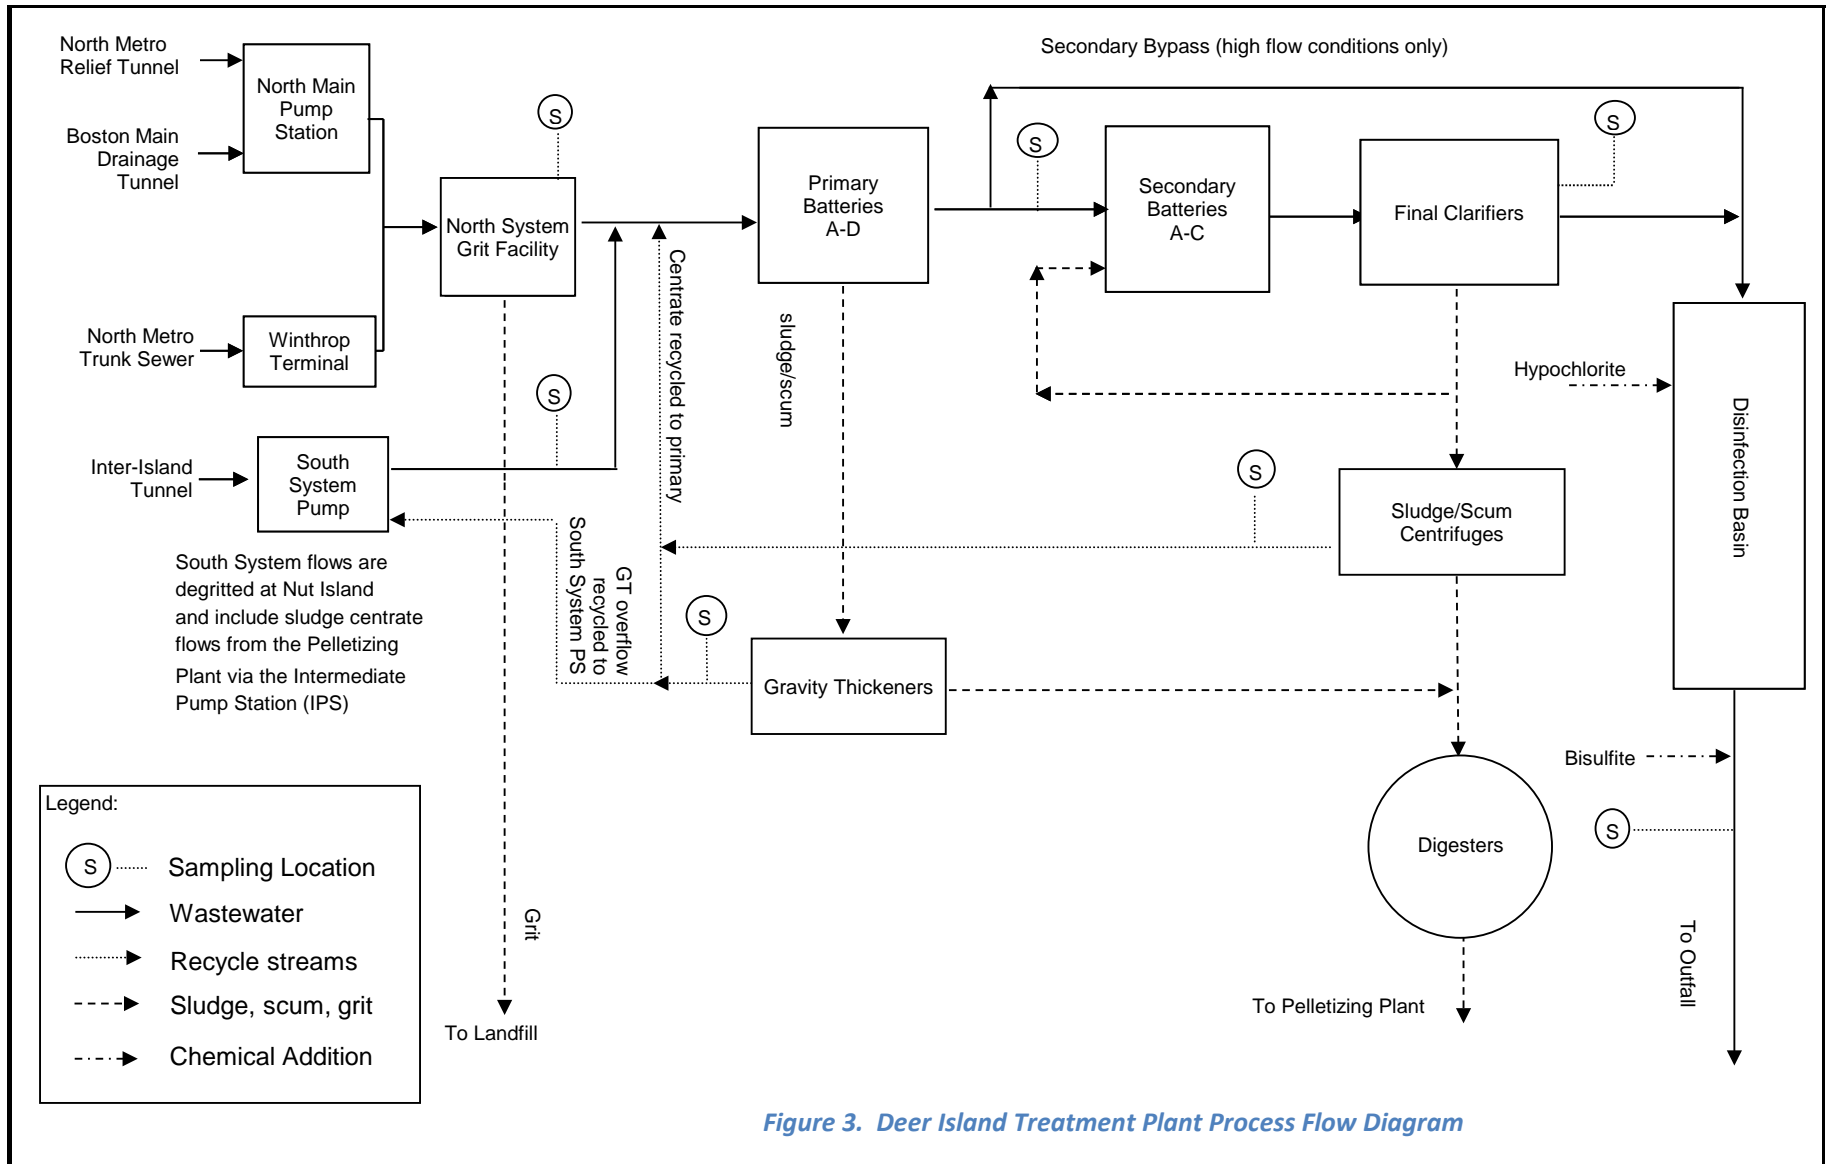 North Metro
Relief Tunnel
North Main
Pump
Station
Boston Main
Drainage
Tunnel
North Metro
Trunk Sewer
Winthrop
Terminal
Inter-Island
Tunnel
South
System
Pump
South System flows are
degritted at Nut Island
and include sludge centrate
flows from the Pelletizing
Plant via the Intermediate
Pump Station (IPS)
S
North System
Grit Facility
S
Grit
To Landfill
Centrate recycled to primary
GT overflow
recycled to
South System PS
S
Primary
Batteries
A-D
sludge/scum
Gravity Thickeners
Secondary Bypass (high flow conditions only)
S
Secondary
Batteries
A-C
Final Clarifiers
S
S
Sludge/Scum
Centrifuges
Digesters
To Pelletizing Plant
Hypochlorite
Disinfection Basin
Bisulfite
S
To Outfall
Legend:
S
Sampling Location
Wastewater
Recycle streams
Sludge, scum, grit
Chemical Addition
Figure 3. Deer Island Treatment Plant Process Flow Diagram